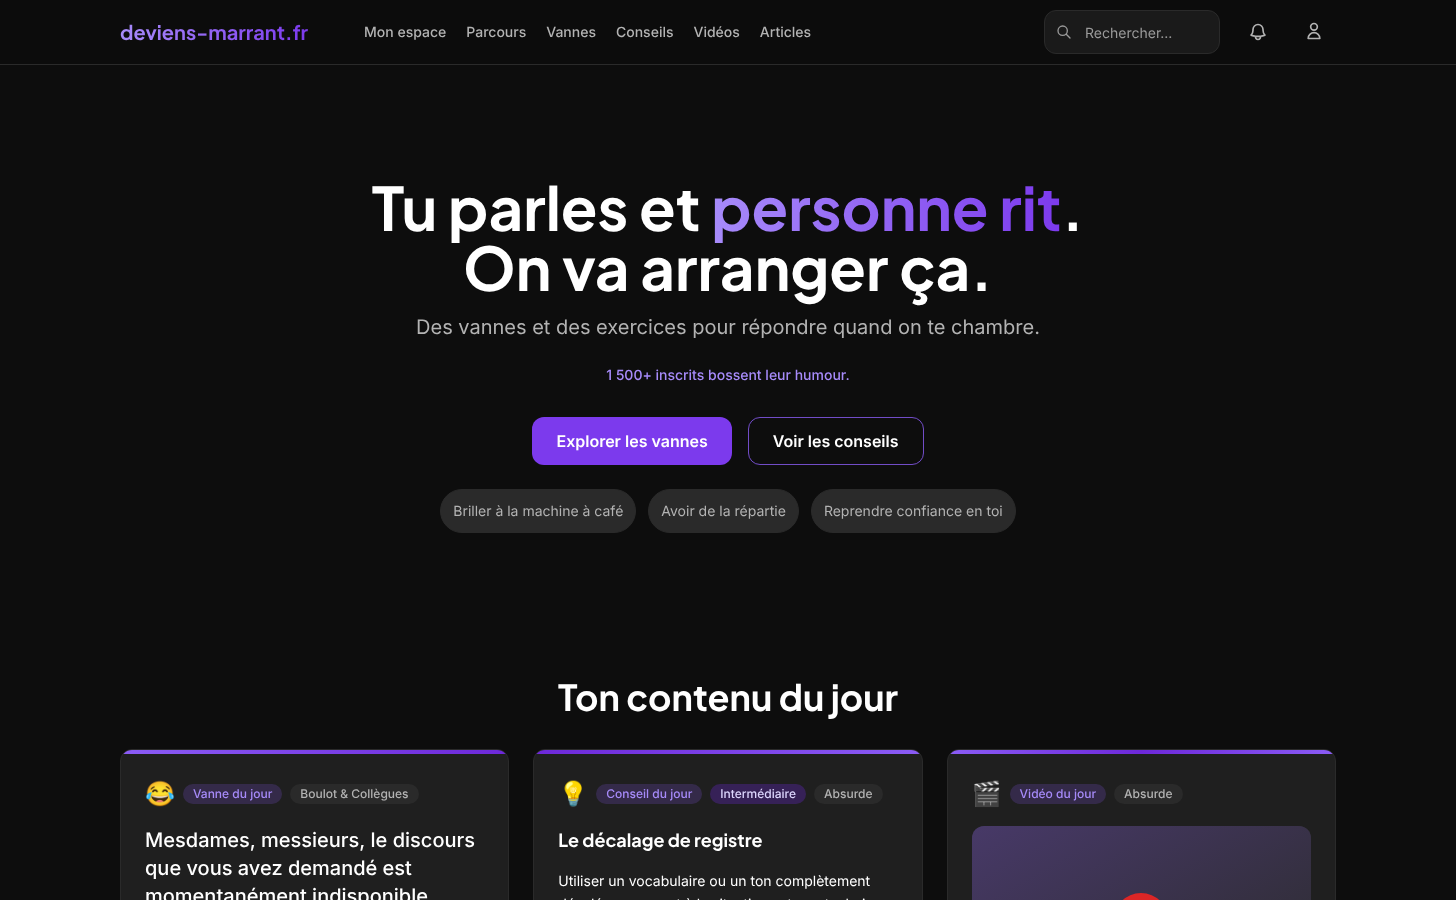 deviens-marrant.fr
Mon espace
Parcours
Vannes
Conseils
Vidéos
Articles
Rechercher...
Tu parles et personne rit.
On va arranger ça.
Des vannes et des exercices pour répondre quand on te chambre.
1 500+ inscrits bossent leur humour.
Explorer les vannes
Voir les conseils
Briller à la machine à café
Avoir de la répartie
Reprendre confiance en toi
Ton contenu du jour
Vanne du jour
Boulot & Collègues
Mesdames, messieurs, le discours
que vous avez demandé est
momentanément indisponible
Conseil du jour
Intermédiaire
Absurde
Le décalage de registre
Utiliser un vocabulaire ou un ton complètement
Vidéo du jour
Absurde